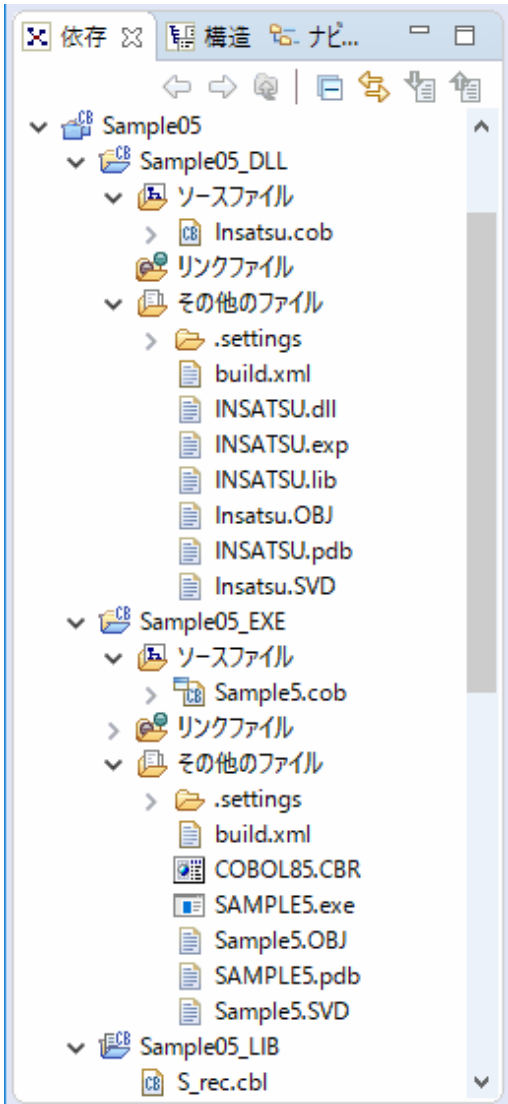 依存 構造 ナビ...
Sample05
Sample05_DLL
ソースファイル
Insatsu.cob
リンクファイル
その他のファイル
.settings
build.xml
INSATSU.dll
INSATSU.exp
INSATSU.lib
Insatsu.OBJ
INSATSU.pdb
Insatsu.SVD
Sample05_EXE
ソースファイル
Sample5.cob
リンクファイル
その他のファイル
.settings
build.xml
COBOL85.CBR
SAMPLE5.exe
Sample5.OBJ
SAMPLE5.pdb
Sample5.SVD
Sample05_LIB
S_rec.cbl